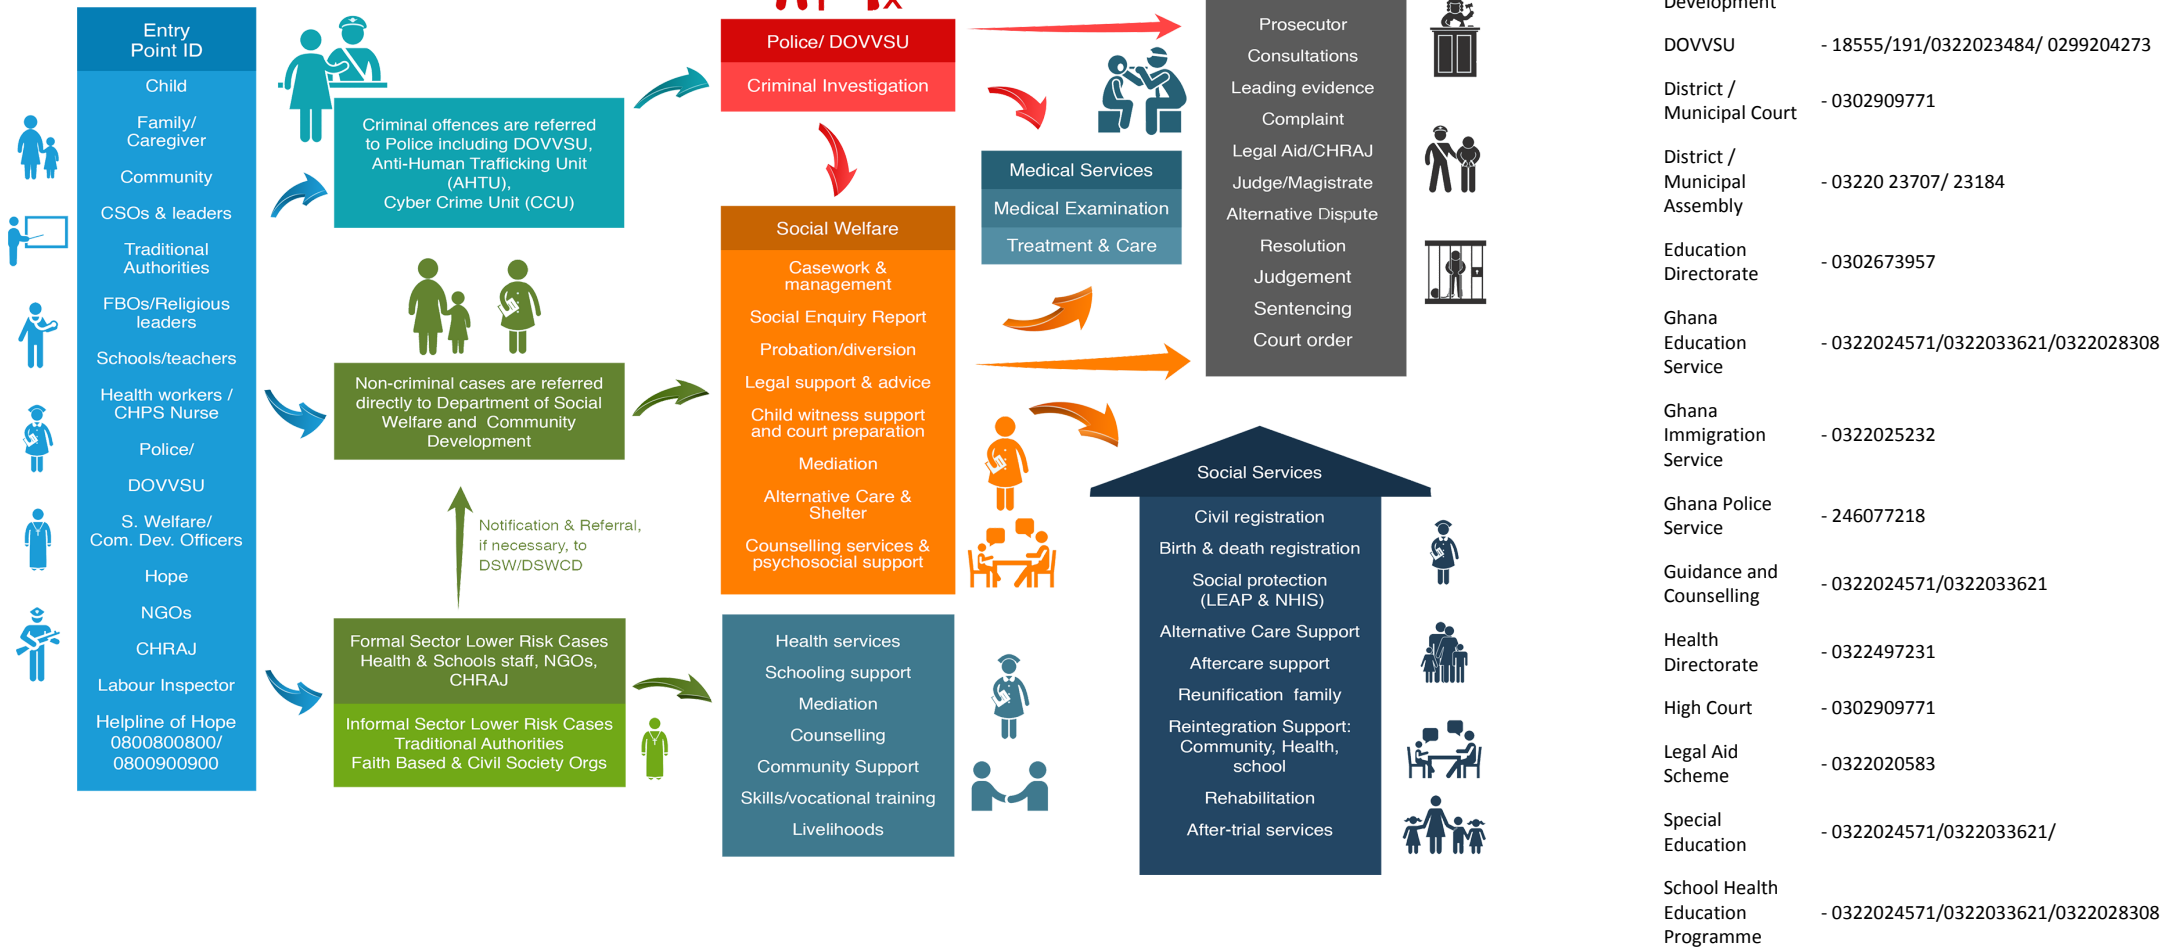 Entry
Point ID
Child
Family/
Caregiver
Community
CSOs & leaders
Traditional
Authorities
FBOs/Religious
leaders
Schools/teachers
Health workers /
CHPS Nurse
Police/
DOVVSU
S. Welfare/
Com. Dev. Officers
Hope
NGOs
CHRAJ
Labour Inspector
Helpline of Hope
0800800800/
0800900900
Criminal offences are referred
to Police including DOVVSU,
Anti-Human Trafficking Unit
(AHTU),
Cyber Crime Unit (CCU)
Non-criminal cases are referred
directly to Department of Social
Welfare and Community
Development
Notification & Referral,
if necessary, to
DSW/DSWCD
Formal Sector Lower Risk Cases
Health & Schools staff, NGOs,
CHRAJ
Informal Sector Lower Risk Cases
Traditional Authorities
Faith Based & Civil Society Orgs
Police/ DOVVSU
Criminal Investigation
Social Welfare
Casework &
management
Social Enquiry Report
Probation/diversion
Legal support & advice
Child witness support
and court preparation
Mediation
Alternative Care &
Shelter
Counselling services &
psychosocial support
Health services
Schooling support
Mediation
Counselling
Community Support
Skills/vocational training
Livelihoods
Medical Services
Medical Examination
Treatment & Care
Prosecutor
Consultations
Leading evidence
Complaint
Legal Aid/CHRAJ
Judge/Magistrate
Alternative Dispute
Resolution
Judgement
Sentencing
Court order
Social Services
Civil registration
Birth & death registration
Social protection
(LEAP & NHIS)
Alternative Care Support
Aftercare support
Reunification family
Reintegration Support:
Community, Health,
school
Rehabilitation
After-trial services
Development
DOVVSU - 18555/191/0322023484/ 0299204273
District /
Municipal Court - 0302909771
District /
Municipal - 03220 23707/ 23184
Assembly
Education
Directorate - 0302673957
Ghana
Education - 0322024571/0322033621/0322028308
Service
Ghana
Immigration - 0322025232
Service
Ghana Police
Service - 246077218
Guidance and
Counselling - 0322024571/0322033621
Health
Directorate - 0322497231
High Court - 0302909771
Legal Aid
Scheme - 0322020583
Special
Education - 0322024571/0322033621/
School Health
Education - 0322024571/0322033621/0322028308
Programme